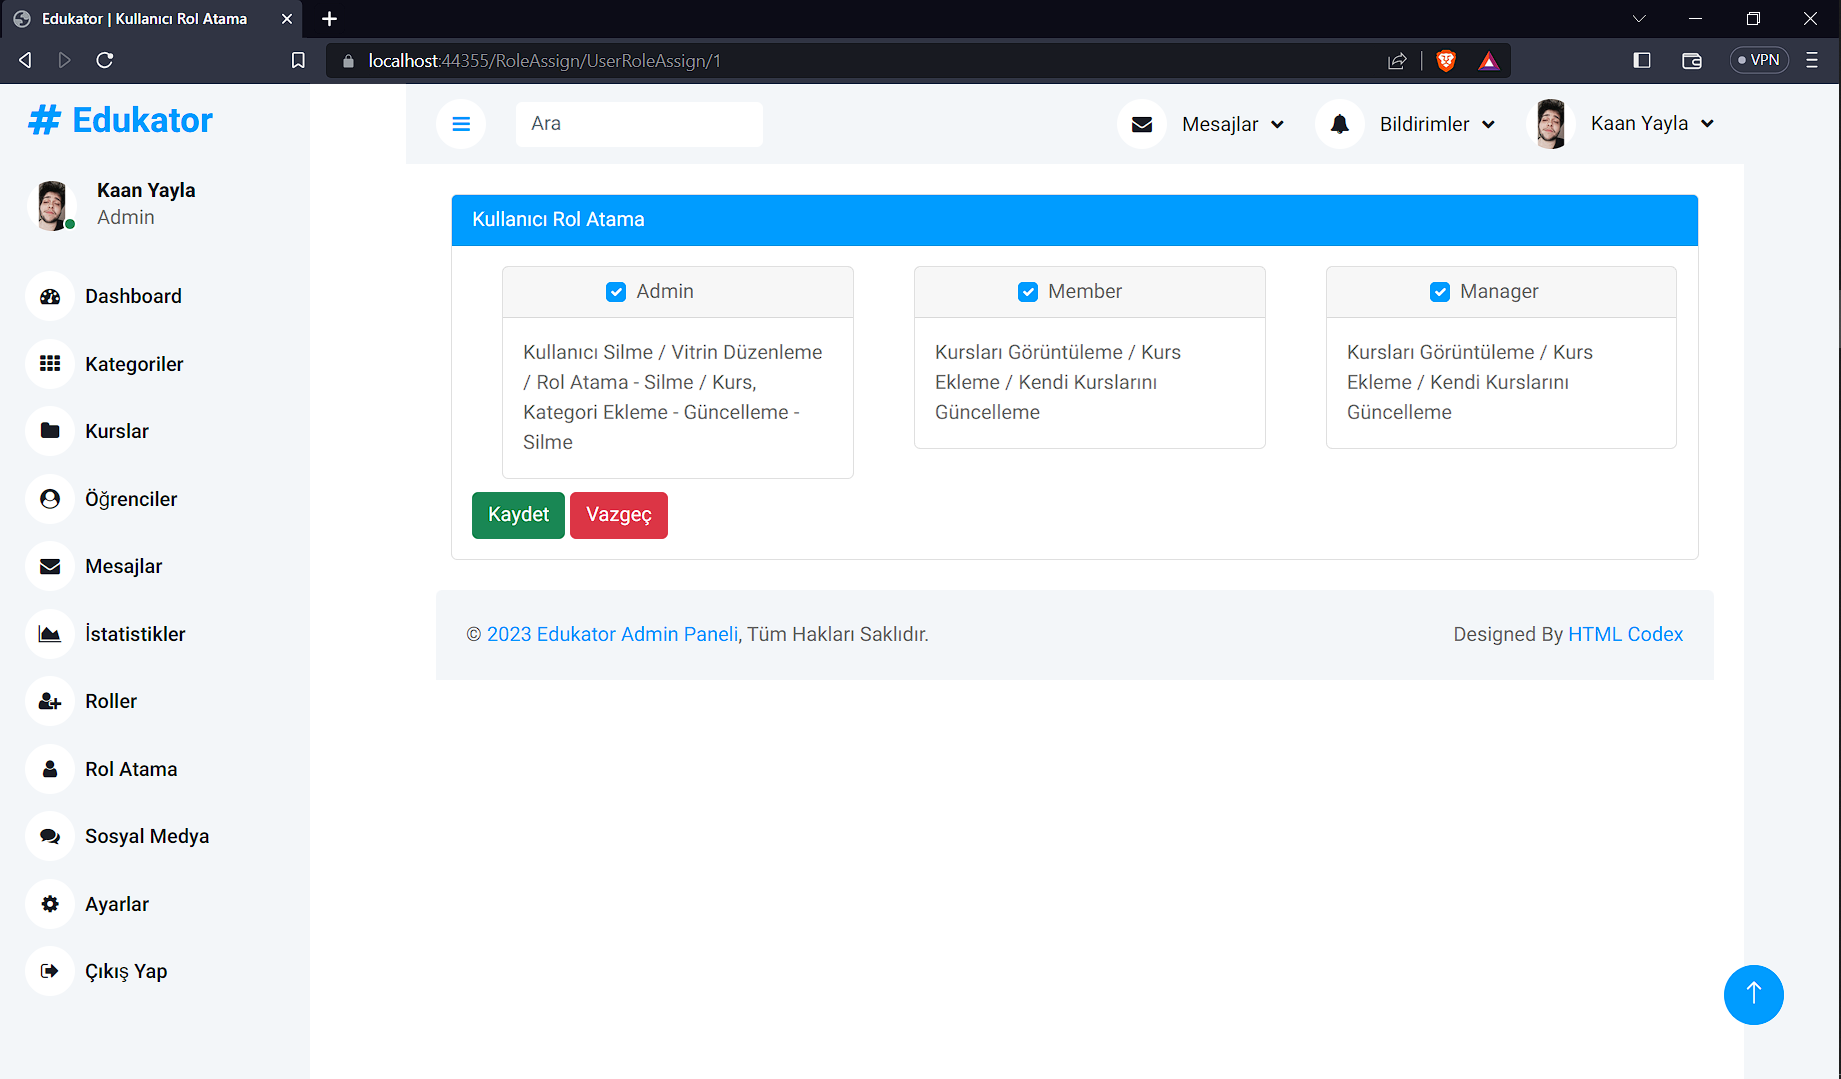 Edukator | Kullanıcı Rol Atama
localhost:44355/RoleAssign/UserRoleAssign/1
VPN
# Edukator
Kaan Yayla
Admin
Dashboard
Kategoriler
Kurslar
Öğrenciler
Mesajlar
İstatistikler
Roller
Rol Atama
Sosyal Medya
Ayarlar
Çıkış Yap
Ara
Mesajlar
Bildirimler
Kaan Yayla
Kullanıcı Rol Atama
Admin
Kullanıcı Silme / Vitrin Düzenleme
/ Rol Atama - Silme / Kurs,
Kategori Ekleme - Güncelleme -
Silme
Member
Kursları Görüntüleme / Kurs
Ekleme / Kendi Kurslarını
Güncelleme
Manager
Kursları Görüntüleme / Kurs
Ekleme / Kendi Kurslarını
Güncelleme
Kaydet
Vazgeç
© 2023 Edukator Admin Paneli, Tüm Hakları Saklıdır.
Designed By HTML Codex